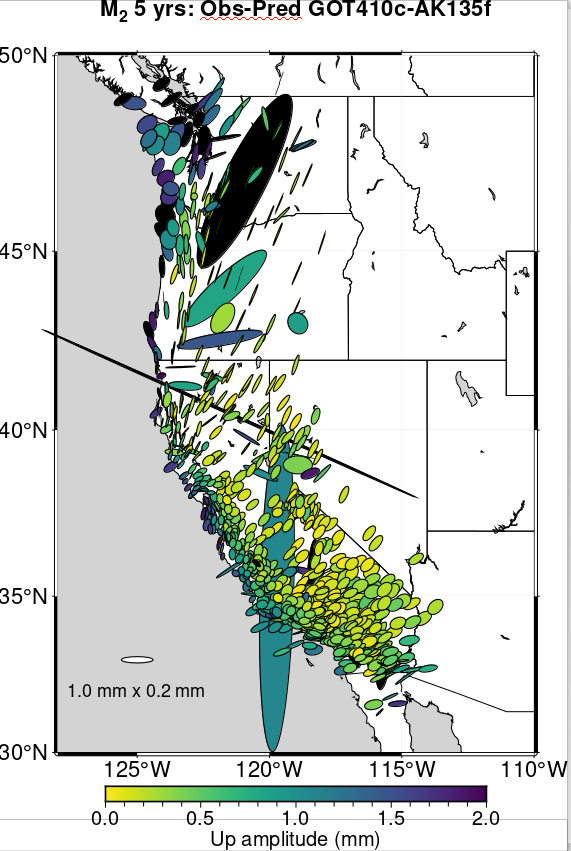 M₂ 5 yrs: Obs-Pred GOT410c-AK135f
50°N
45°N
40°N
35°N
1.0 mm x 0.2 mm
30°N
125°W 120°W 115°W 110°W
0.0 0.5 1.0 1.5 2.0
Up amplitude (mm)